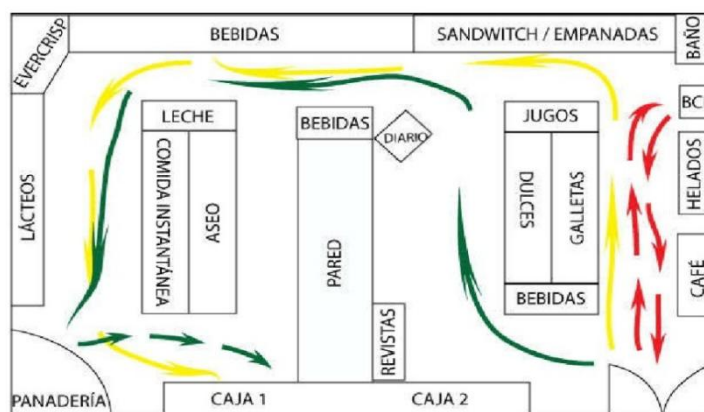 BEBIDAS
SANDWITCH / EMPANADAS
BAÑO
EVERCRISP
LECHE
BEBIDAS
DIARIO
JUGOS
BCI
HELADOS
LÁCTEOS
COMIDA INSTANTÁNEA
ASEO
PARED
DULCES
GALLETAS
CAFÉ
BEBIDAS
REVISTAS
PANADERÍA
CAJA 1
CAJA 2